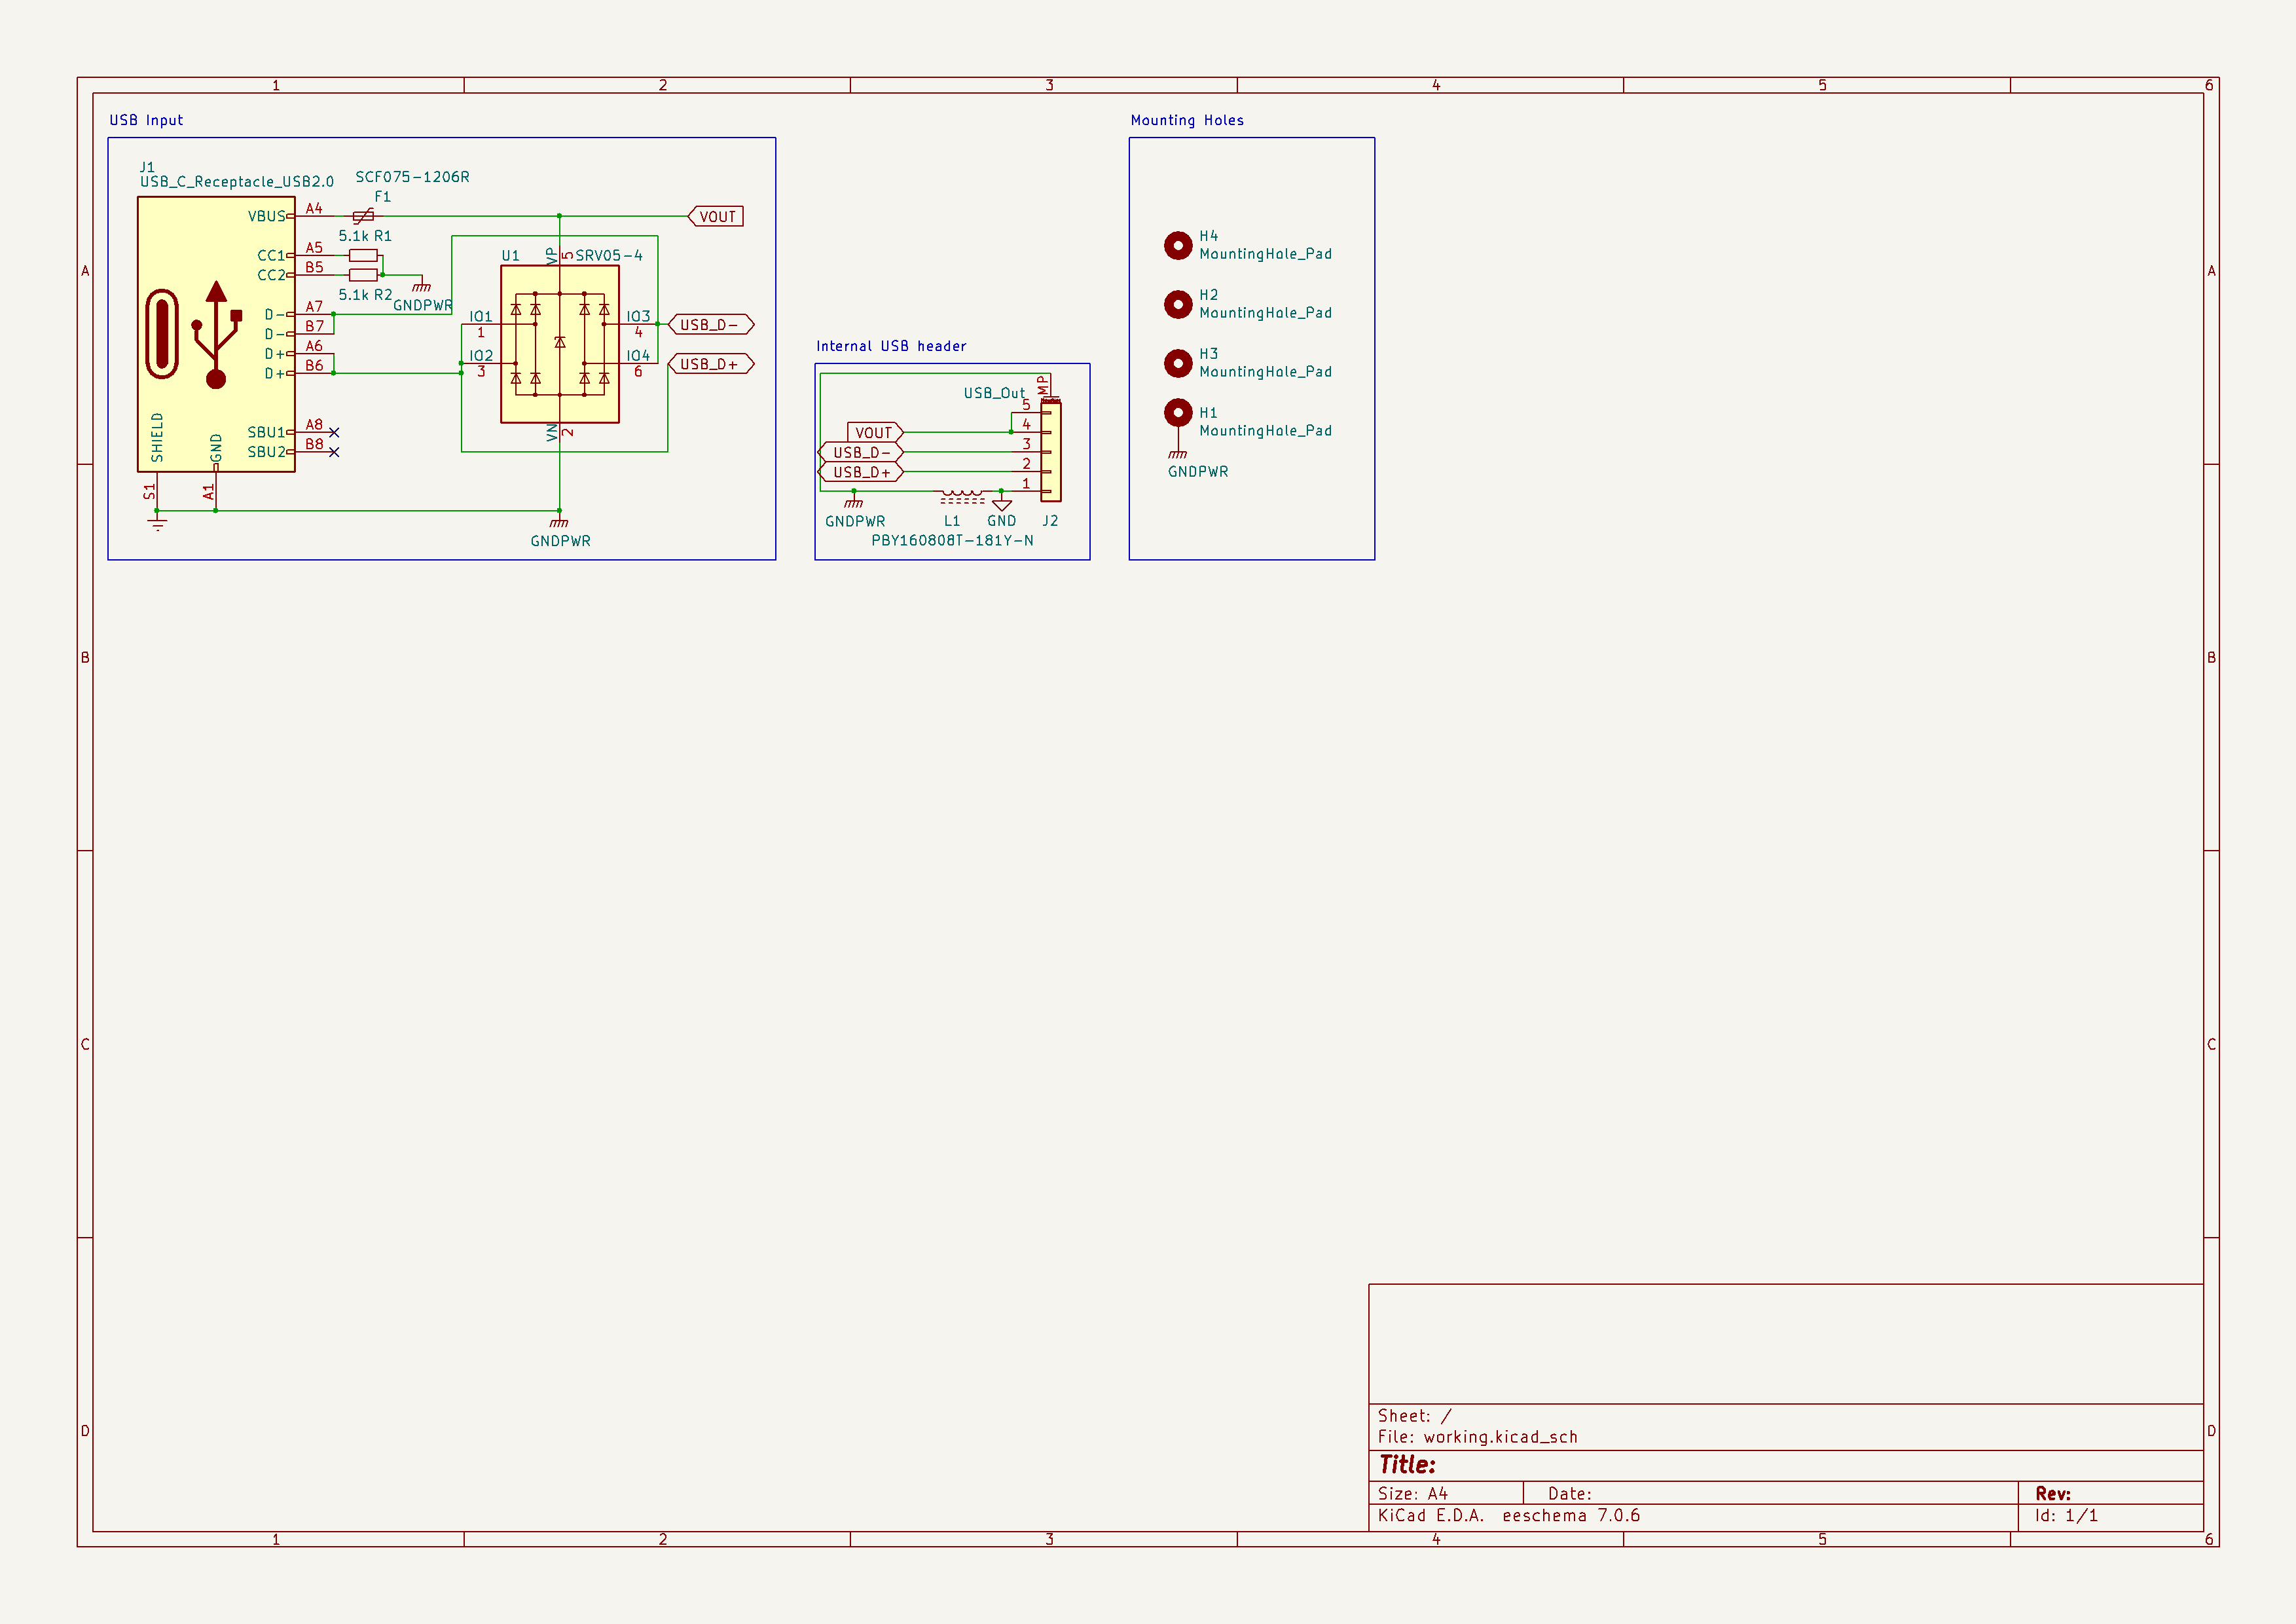 1 2 3 4 5 6
A
B
C
D
A
B
C
D
1 2 3 4 5 6
USB Input
J1
USB_C_Receptacle_USB2.0
SCF075-1206R
F1
VBUS A4
VOUT
5.1k R1
CC1 A5
CC2 B5
5.1k R2
GNDPWR
D- A7
D- B7
D+ A6
D+ B6
SBU1 A8
SBU2 B8
SHIELD
GND
S1
A1
U1
SRV05-4
VP
5
IO1
1
IO2
3
IO3
4
IO4
6
VN
2
USB_D-
USB_D+
GNDPWR
Internal USB header
USB_Out
MP
5
4
3
2
1
VOUT
USB_D-
USB_D+
GNDPWR
L1
GND
J2
PBY160808T-181Y-N
Mounting Holes
H4
MountingHole_Pad
H2
MountingHole_Pad
H3
MountingHole_Pad
H1
MountingHole_Pad
GNDPWR
Sheet: /
File: working.kicad_sch
Title:
Size: A4 Date: Rev:
KiCad E.D.A. eeschema 7.0.6 Id: 1/1